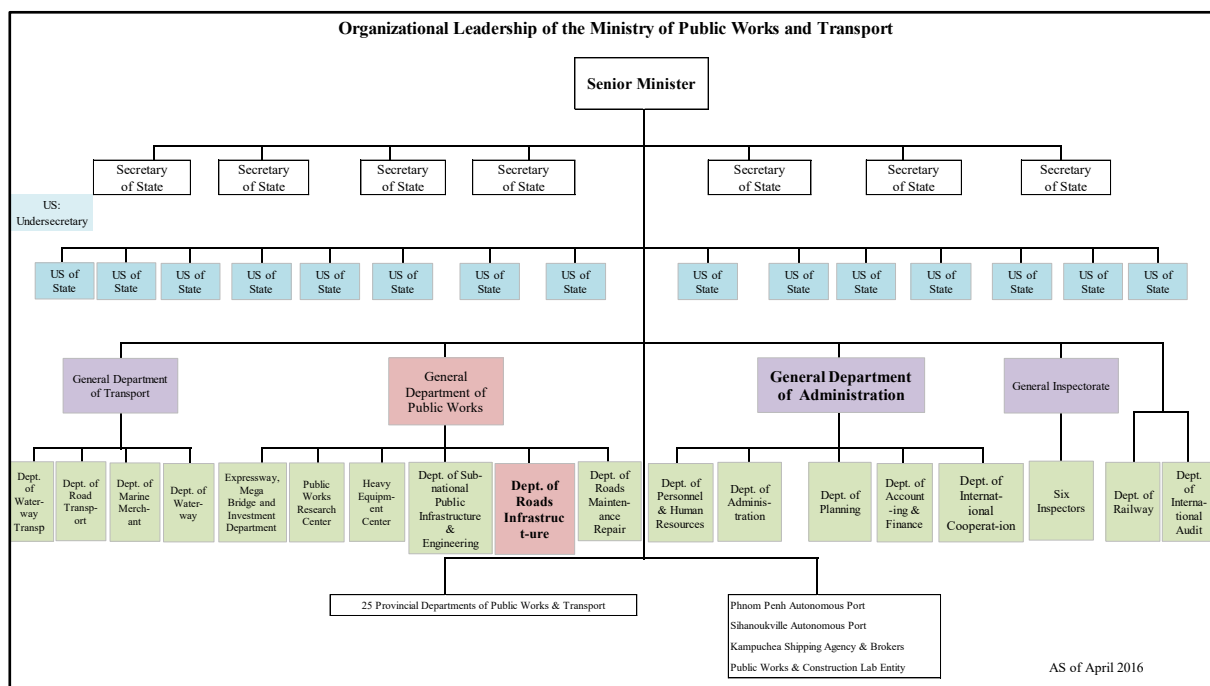 Organizational Leadership of the Ministry of Public Works and Transport
Senior Minister
Secretary
of State
Secretary
of State
Secretary
of State
Secretary
of State
Secretary
of State
Secretary
of State
Secretary
of State
US:
Undersecretary
US of
State
US of
State
US of
State
US of
State
US of
State
US of
State
US of
State
US of
State
US of
State
US of
State
US of
State
US of
State
US of
State
US of
State
US of
State
General Department
of Transport
General
Department of
Public Works
General Department
of Administration
General Inspectorate
Dept.
of
Water-
way
Transp
Dept. of
Road
Transp-
ort
Dept. of
Marine
Merch-
ant
Dept. of
Water-
way
Expressway,
Mega
Bridge and
Investment
Department
Public
Works
Research
Center
Heavy
Equipm-
ent
Center
Dept. of Sub-
national
Public
Infrastructure
&
Engineering
Dept. of
Roads
Infrastruc
t-ure
Dept. of
Roads
Mainten-
ance
Repair
Dept. of
Personnel
& Human
Resources
Dept. of
Adminis-
tration
Dept. of
Planning
Dept. of
Account
-ing &
Finance
Dept. of
Internat-
ional
Cooperat-ion
Six
Inspectors
Dept. of
Railway
Dept. of
Interna-
tional
Audit
25 Provincial Departments of Public Works & Transport
Phnom Penh Autonomous Port
Sihanoukville Autonomous Port
Kampuchea Shipping Agency & Brokers
Public Works & Construction Lab Entity
AS of April 2016